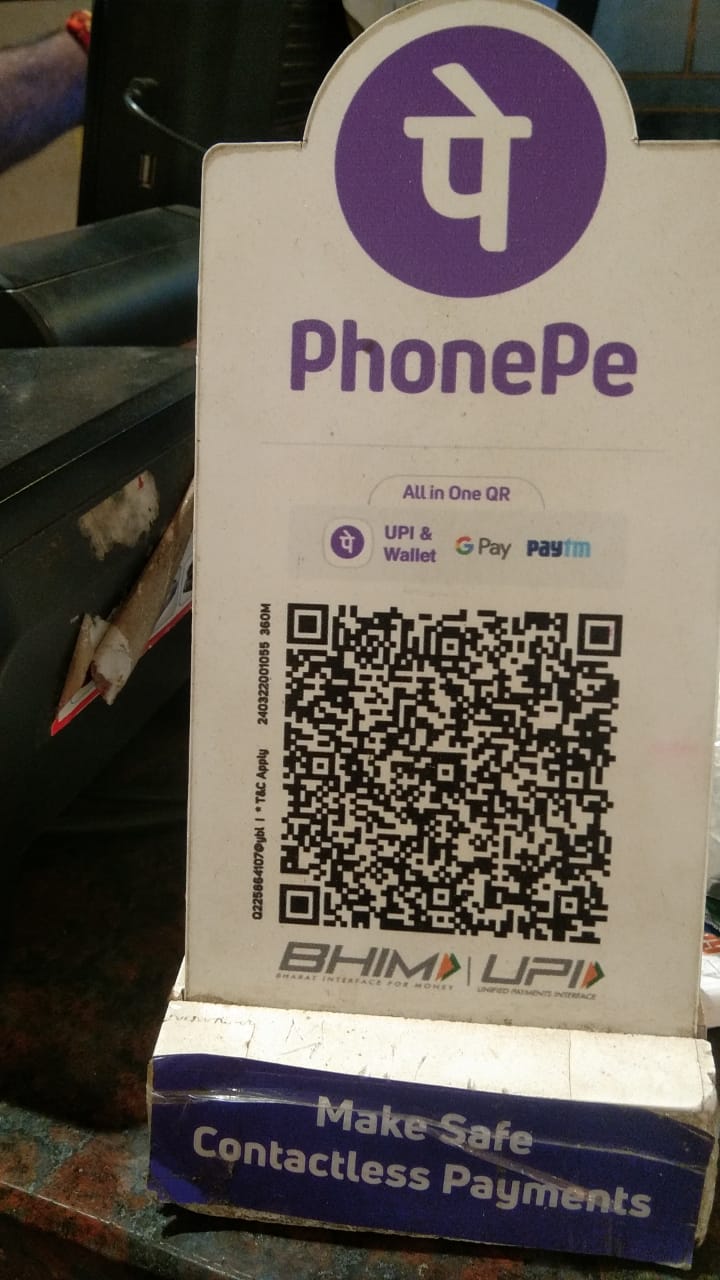 पे
PhonePe
All in One QR
पे UPI & Wallet G Pay paytm
Q225864107@ybl | * T&C Apply 240322001055 360M
BHIM | UPI
BHARAT INTERFACE FOR MONEY UNIFIED PAYMENTS INTERFACE
Make Safe
Contactless Payments